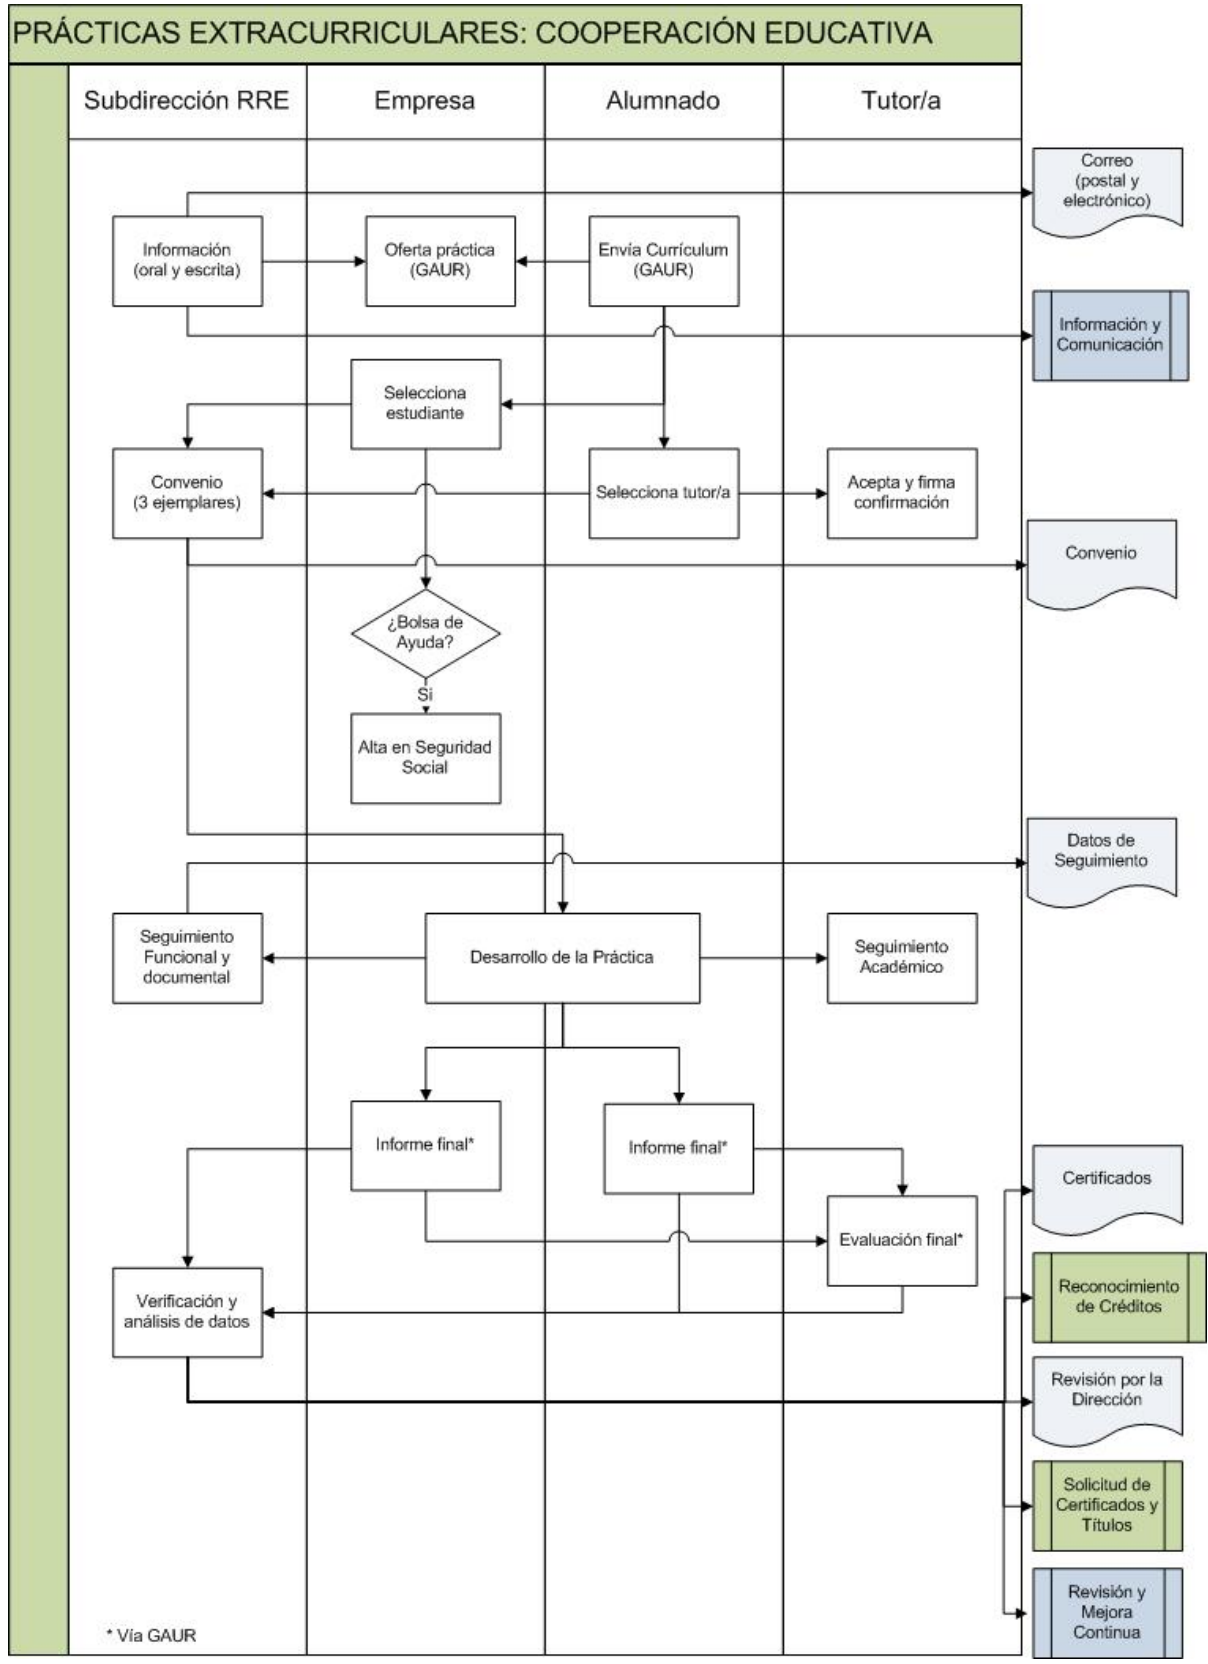 PRÁCTICAS EXTRACURRICULARES: COOPERACIÓN EDUCATIVA
Subdirección RRE
Empresa
Alumnado
Tutor/a
Correo
(postal y
electrónico)
Información
(oral y escrita)
Oferta práctica
(GAUR)
Envía Currículum
(GAUR)
Información y
Comunicación
Selecciona
estudiante
Convenio
(3 ejemplares)
Selecciona tutor/a
Acepta y firma
confirmación
Convenio
¿Bolsa de
Ayuda?
Si
Alta en Seguridad
Social
Datos de
Seguimiento
Seguimiento
Funcional y
documental
Desarrollo de la Práctica
Seguimiento
Académico
Informe final*
Informe final*
Certificados
Evaluación final*
Reconocimiento
de Créditos
Verificación y
análisis de datos
Revisión por la
Dirección
Solicitud de
Certificados y
Títulos
Revisión y
Mejora
Continua
* Vía GAUR